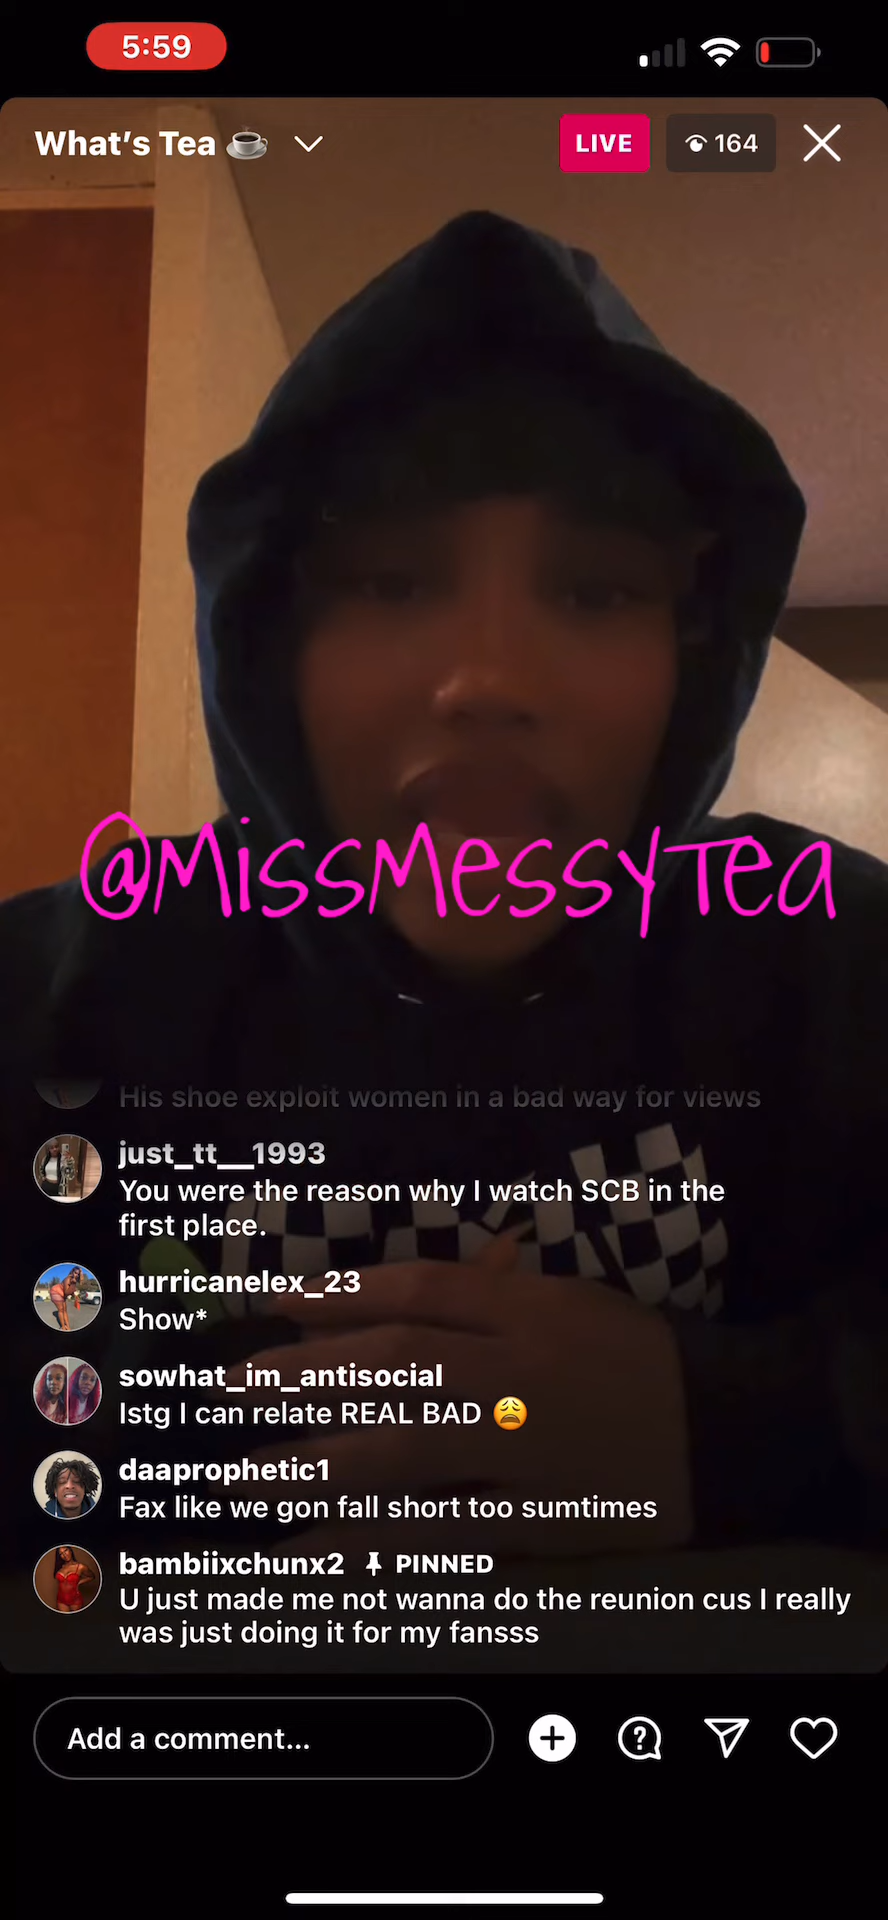 5:59
What's Tea ☕
LIVE
164
@MissMessyTea
His shoe exploit women in a bad way for views
just_tt__1993
You were the reason why I watch SCB in the
first place.
hurricanelex_23
Show*
sowhat_im_antisocial
Istg I can relate REAL BAD 😩
daaprophetic1
Fax like we gon fall short too sumtimes
bambiixchunx2 PINNED
U just made me not wanna do the reunion cus I really
was just doing it for my fansss
Add a comment...